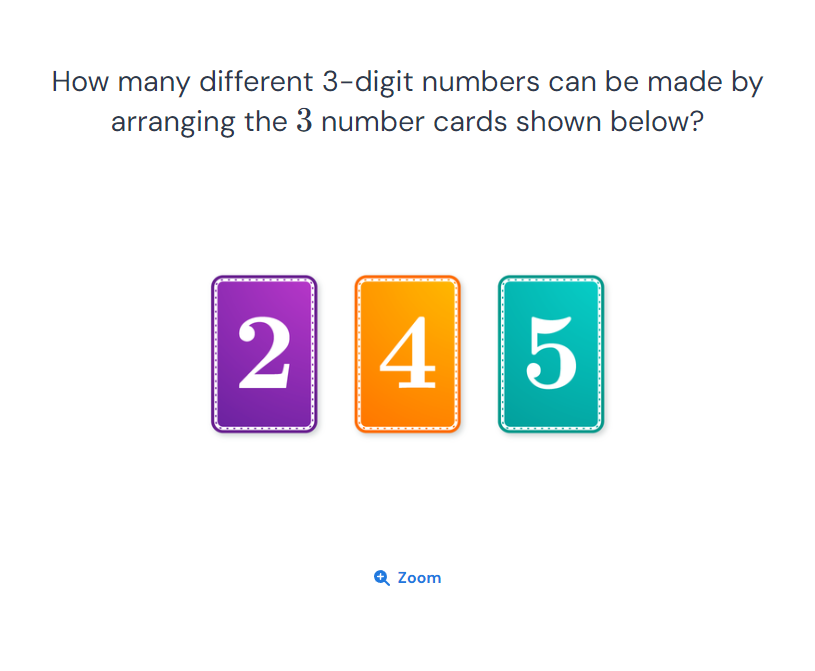 How many different 3-digit numbers can be made by
arranging the 3 number cards shown below?
2 4 5
Zoom